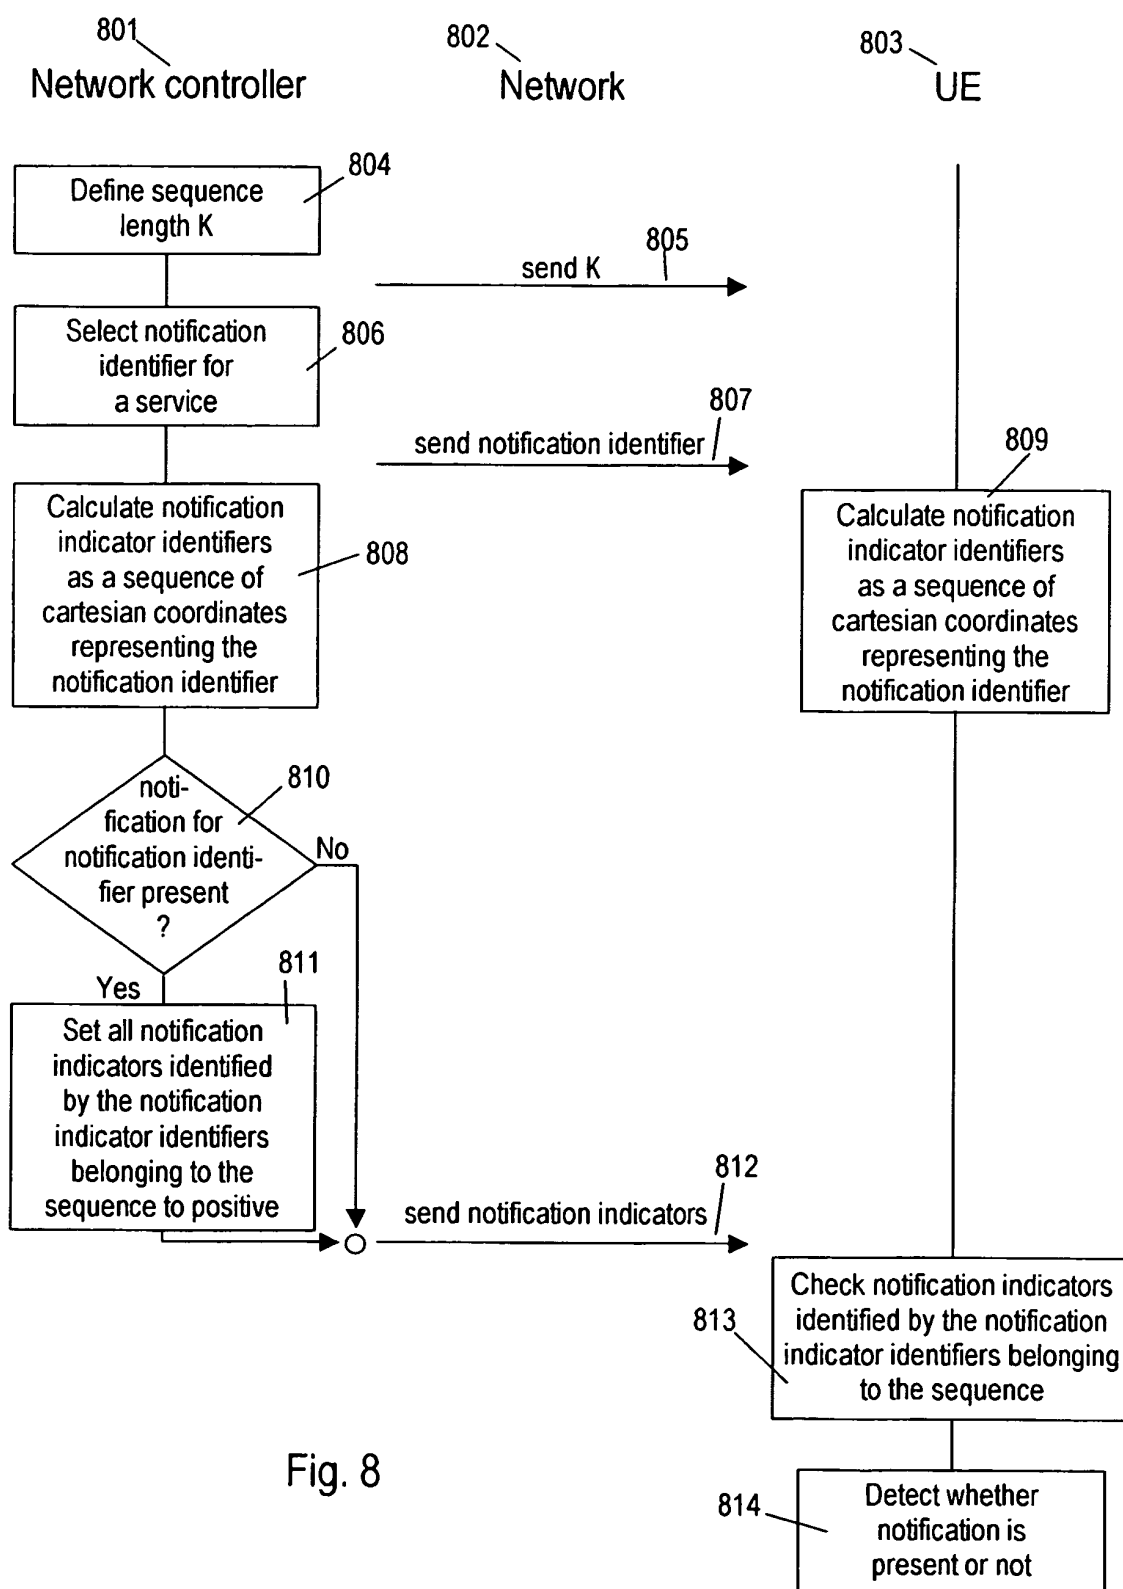 801
802
803
Network controller
Network
UE
804
Define sequence
length K
805
send K
806
Select notification
identifier for
a service
807
send notification identifier
808
Calculate notification
indicator identifiers
as a sequence of
cartesian coordinates
representing the
notification identifier
809
Calculate notification
indicator identifiers
as a sequence of
cartesian coordinates
representing the
notification identifier
810
noti-
fication for
notification identi-
fier present
?
No
Yes
811
Set all notification
indicators identified
by the notification
indicator identifiers
belonging to the
sequence to positive
812
send notification indicators
813
Check notification indicators
identified by the notification
indicator identifiers belonging
to the sequence
814
Detect whether
notification is
present or not
Fig. 8